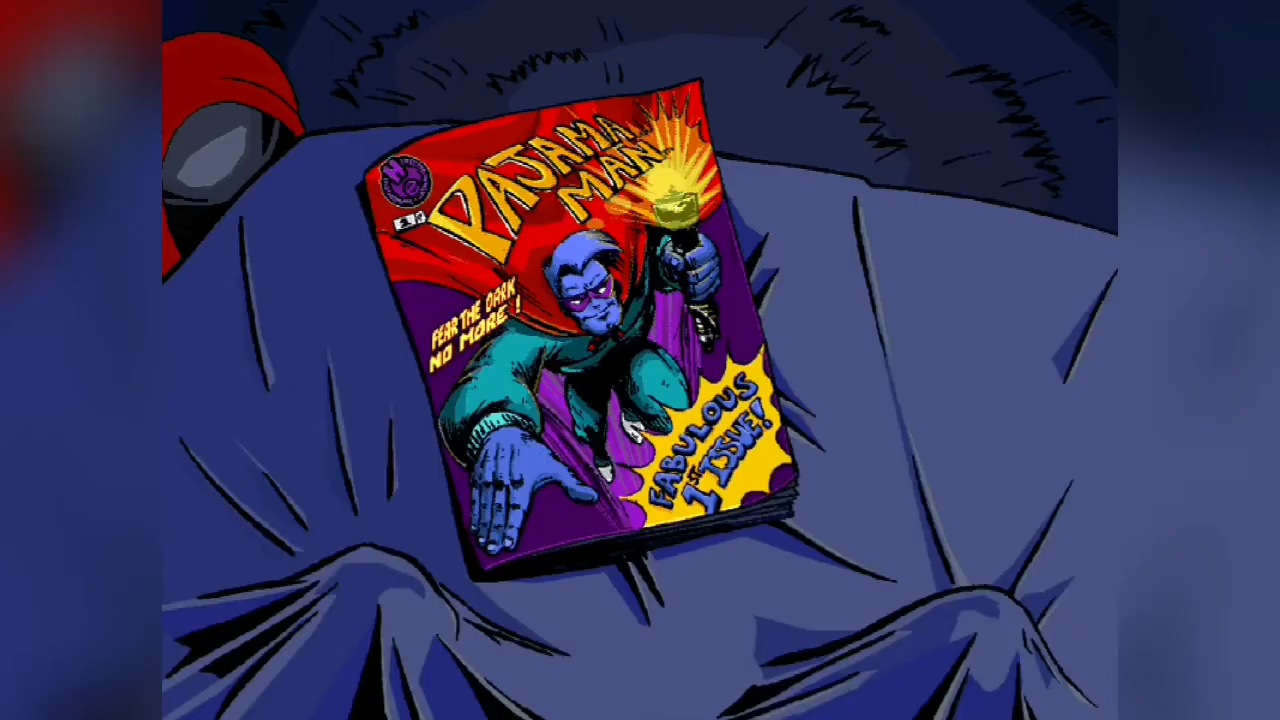 PAJAMA
MAN
FEAR THE DARK
NO MORE!
FABULOUS
1ST ISSUE!